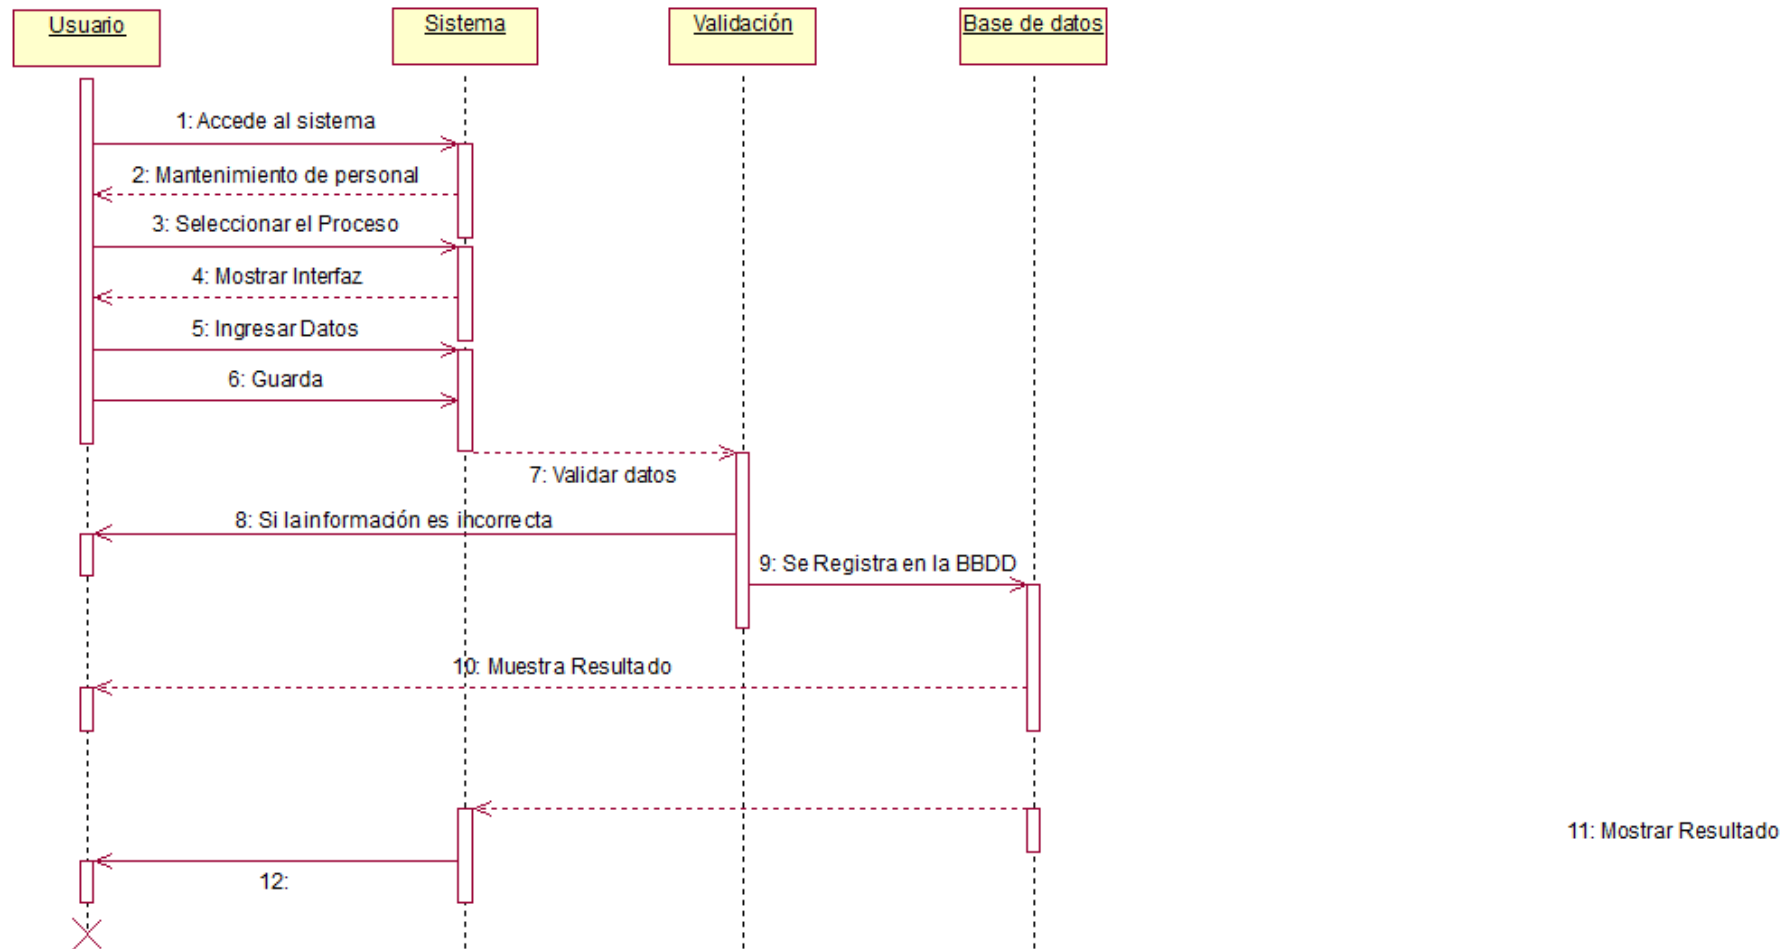 Usuario
Sistema
Validación
Base de datos
1: Accede al sistema
2: Mantenimiento de personal
3: Seleccionar el Proceso
4: Mostrar Interfaz
5: Ingresar Datos
6: Guarda
7: Validar datos
8: Si la información es incorrecta
9: Se Registra en la BBDD
10: Muestra Resultado
11: Mostrar Resultado
12: